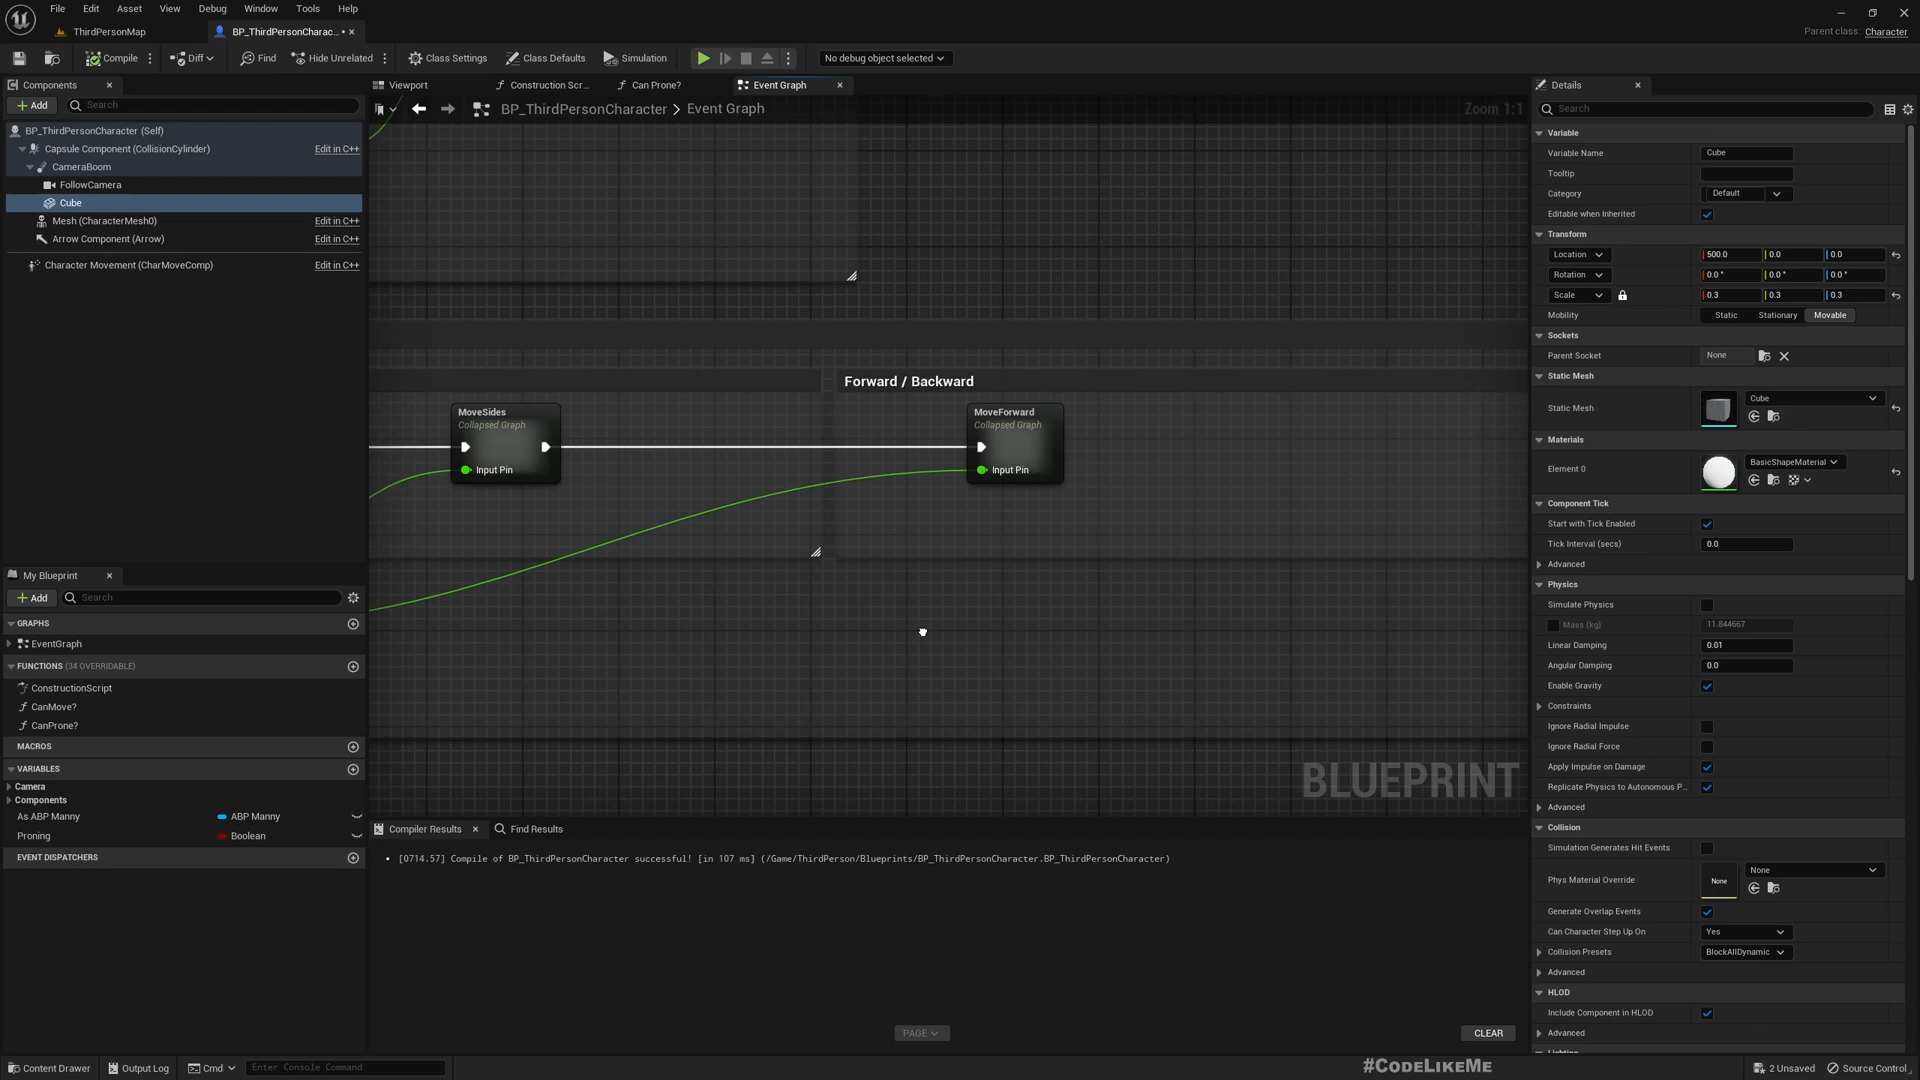 File Edit Asset View Debug Window Tools Help
ThirdPersonMap
BP_ThirdPersonCharac... •
Parent class: Character
Compile
Diff
Find
Hide Unrelated
Class Settings
Class Defaults
Simulation
No debug object selected
Components
Add
Search
BP_ThirdPersonCharacter (Self)
Capsule Component (CollisionCylinder) Edit in C++
CameraBoom
FollowCamera
Cube
Mesh (CharacterMesh0) Edit in C++
Arrow Component (Arrow) Edit in C++
Character Movement (CharMoveComp) Edit in C++
My Blueprint
Add
Search
GRAPHS
EventGraph
FUNCTIONS (34 OVERRIDABLE)
ConstructionScript
CanMove?
CanProne?
MACROS
VARIABLES
Camera
Components
As ABP Manny ABP Manny
Proning Boolean
EVENT DISPATCHERS
Viewport
Construction Scr...
Can Prone?
Event Graph
BP_ThirdPersonCharacter > Event Graph
Zoom 1:1
Forward / Backward
MoveSides
Collapsed Graph
Input Pin
MoveForward
Collapsed Graph
Input Pin
BLUEPRINT
Compiler Results
Find Results
• [0714.57] Compile of BP_ThirdPersonCharacter successful! [in 107 ms] (/Game/ThirdPerson/Blueprints/BP_ThirdPersonCharacter.BP_ThirdPersonCharacter)
PAGE
CLEAR
Details
Search
Variable
Variable Name Cube
Tooltip
Category Default
Editable when Inherited
Transform
Location 500.0 0.0 0.0
Rotation 0.0 ° 0.0 ° 0.0 °
Scale 0.3 0.3 0.3
Mobility Static Stationary Movable
Sockets
Parent Socket None
Static Mesh
Static Mesh Cube
Materials
Element 0 BasicShapeMaterial
Component Tick
Start with Tick Enabled
Tick Interval (secs) 0.0
Advanced
Physics
Simulate Physics
Mass (kg) 11.844667
Linear Damping 0.01
Angular Damping 0.0
Enable Gravity
Constraints
Ignore Radial Impulse
Ignore Radial Force
Apply Impulse on Damage
Replicate Physics to Autonomous P...
Advanced
Collision
Simulation Generates Hit Events
Phys Material Override None None
Generate Overlap Events
Can Character Step Up On Yes
Collision Presets BlockAllDynamic
Advanced
HLOD
Include Component in HLOD
Advanced
Content Drawer
Output Log
Cmd
Enter Console Command
#CodeLikeMe
2 Unsaved
Source Control